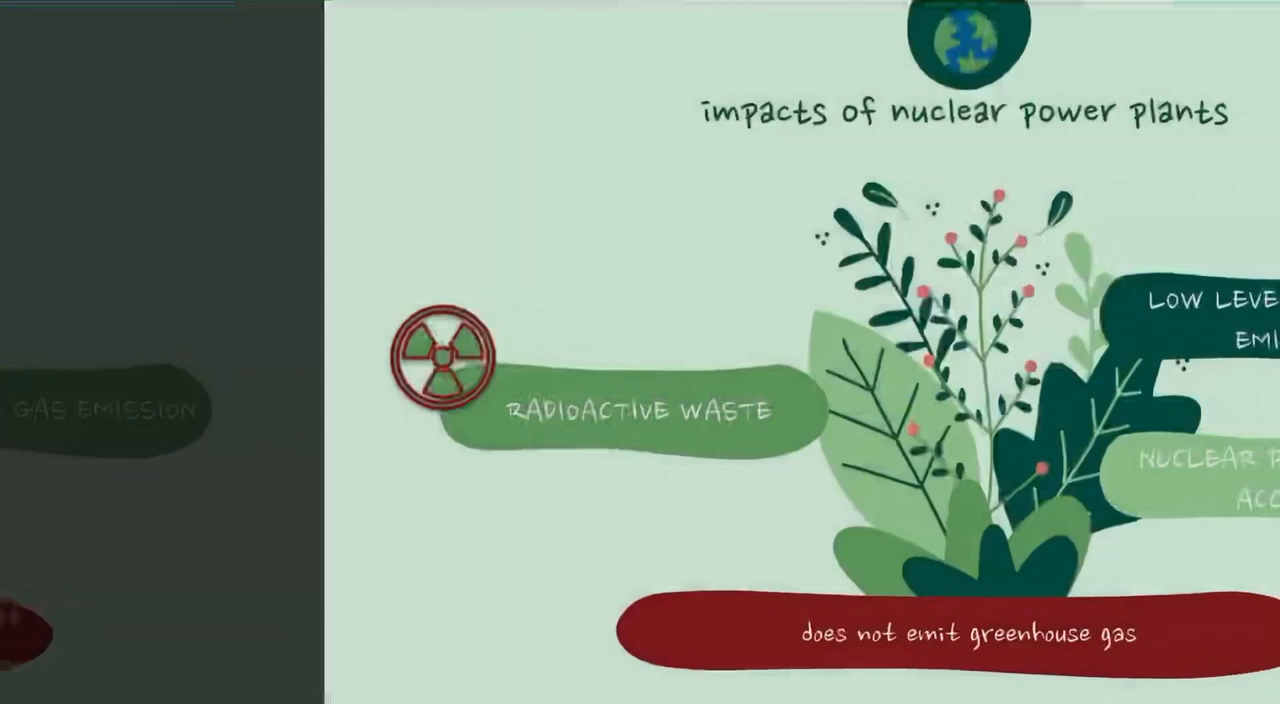 impacts of nuclear power plants
LOW LEVE
EMI
GAS EMISSION
RADIOACTIVE WASTE
NUCLEAR P
ACC
does not emit greenhouse gas